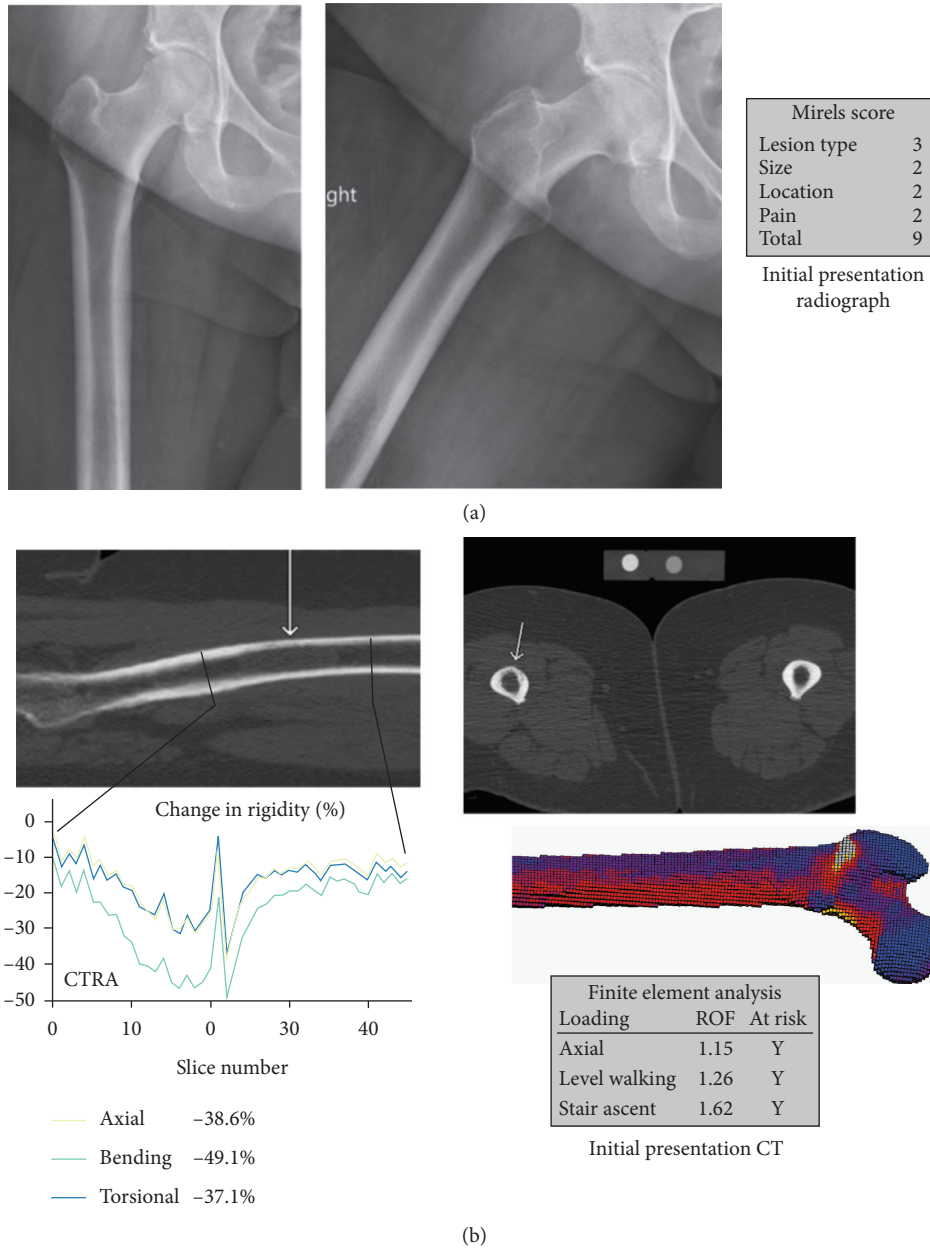 ght
Mirels score
Lesion type 3
Size 2
Location 2
Pain 2
Total 9
Initial presentation
radiograph
(a)
Change in rigidity (%)
0
−10
−20
−30
−40
−50
CTRA
0 10 0 30 40
Slice number
Axial −38.6%
Bending −49.1%
Torsional −37.1%
Finite element analysis
Loading ROF At risk
Axial 1.15 Y
Level walking 1.26 Y
Stair ascent 1.62 Y
Initial presentation CT
(b)